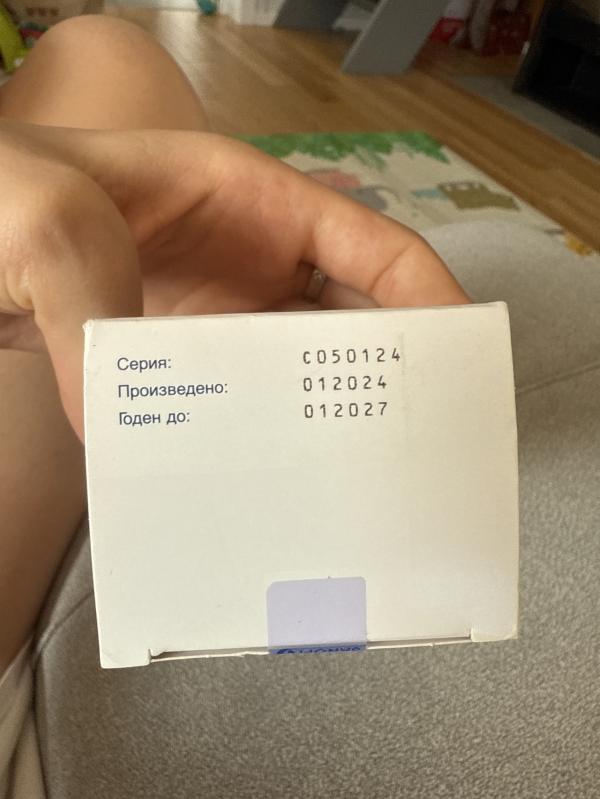 Серия: C050124
Произведено: 012024
Годен до: 012027